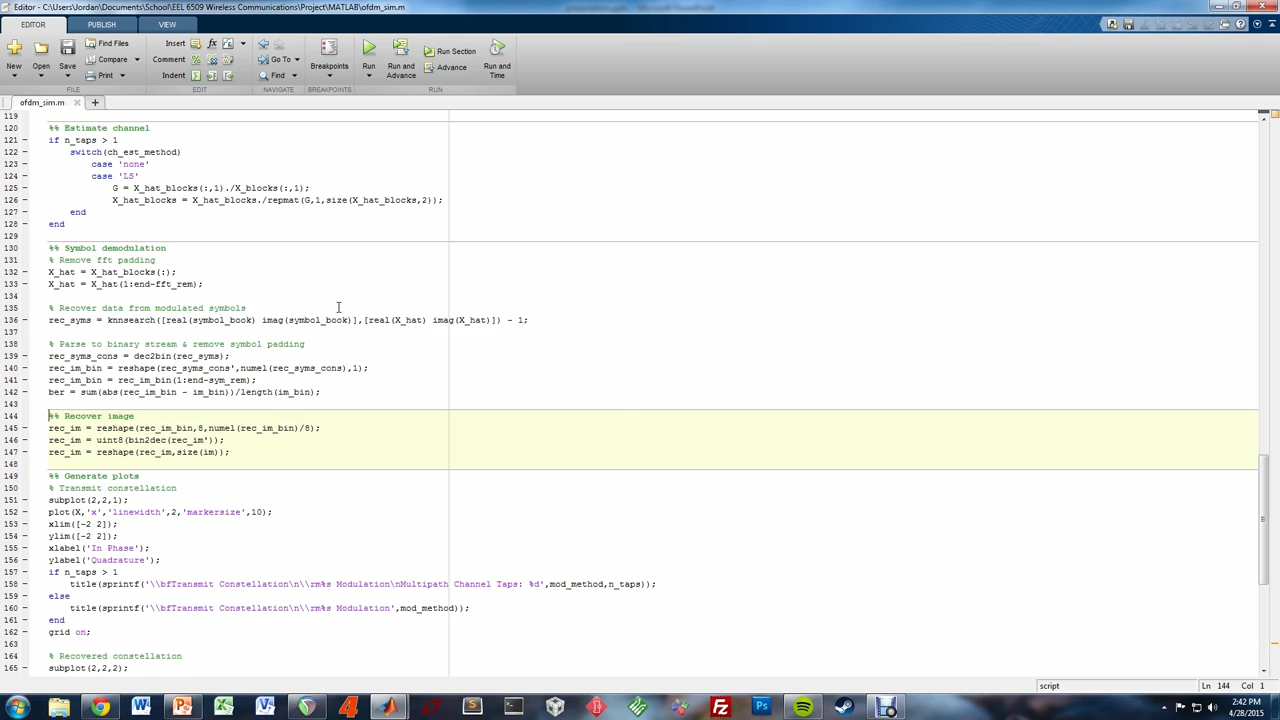 Editor - C:\Users\Jordan\Documents\School\EEL 6509 Wireless Communications\Project\MATLAB\ofdm_sim.m
EDITOR PUBLISH VIEW
New Open Save Find Files Compare Print
Insert Comment Indent
Go To Find
Breakpoints
Run Run and Advance Run Section Advance Run and Time
FILE EDIT NAVIGATE BREAKPOINTS RUN
ofdm_sim.m
119
120 %% Estimate channel
121 if n_taps > 1
122 switch(ch_est_method)
123 case 'none'
124 case 'LS'
125 G = X_hat_blocks(:,1)./X_blocks(:,1);
126 X_hat_blocks = X_hat_blocks./repmat(G,1,size(X_hat_blocks,2));
127 end
128 end
129
130 %% Symbol demodulation
131 % Remove fft padding
132 X_hat = X_hat_blocks(:);
133 X_hat = X_hat(1:end-fft_rem);
134
135 % Recover data from modulated symbols
136 rec_syms = knnsearch([real(symbol_book) imag(symbol_book)],[real(X_hat) imag(X_hat)]) - 1;
137
138 % Parse to binary stream & remove symbol padding
139 rec_syms_cons = dec2bin(rec_syms);
140 rec_im_bin = reshape(rec_syms_cons',numel(rec_syms_cons),1);
141 rec_im_bin = rec_im_bin(1:end-sym_rem);
142 ber = sum(abs(rec_im_bin - im_bin))/length(im_bin);
143
144 %% Recover image
145 rec_im = reshape(rec_im_bin,8,numel(rec_im_bin)/8);
146 rec_im = uint8(bin2dec(rec_im'));
147 rec_im = reshape(rec_im,size(im));
148
149 %% Generate plots
150 % Transmit constellation
151 subplot(2,2,1);
152 plot(X,'x','linewidth',2,'markersize',10);
153 xlim([-2 2]);
154 ylim([-2 2]);
155 xlabel('In Phase');
156 ylabel('Quadrature');
157 if n_taps > 1
158 title(sprintf('\\bfTransmit Constellation\n\\rm%s Modulation\nMultipath Channel Taps: %d',mod_method,n_taps));
159 else
160 title(sprintf('\\bfTransmit Constellation\n\\rm%s Modulation',mod_method));
161 end
162 grid on;
163
164 % Recovered constellation
165 subplot(2,2,2);
script Ln 144 Col 1
2:42 PM
4/28/2015